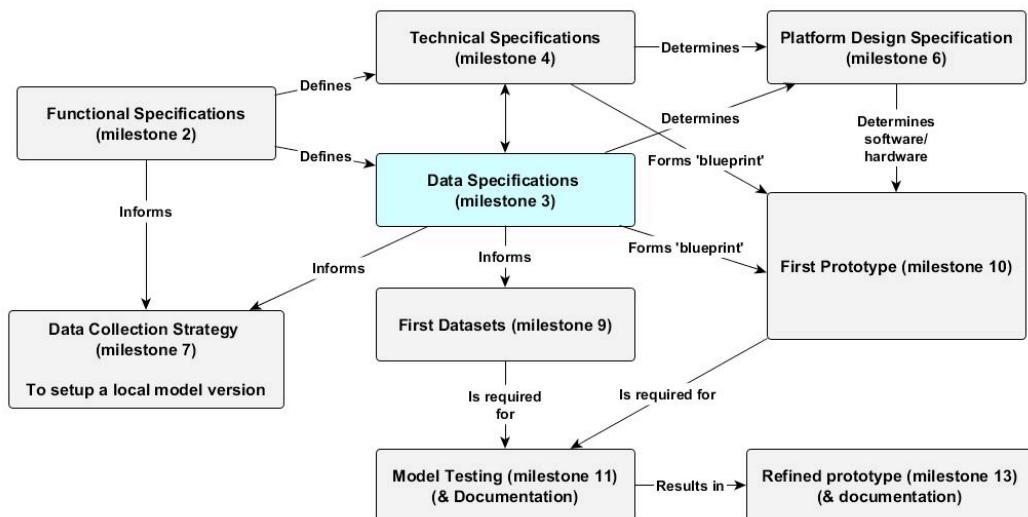 Technical Specifications
(milestone 4)
Determines
Platform Design Specification
(milestone 6)
Defines
Functional Specifications
(milestone 2)
Determines
Determines
software/
hardware
Defines
Forms 'blueprint'
Data Specifications
(milestone 3)
Informs
Forms 'blueprint'
Informs
Informs
First Prototype (milestone 10)
Data Collection Strategy
(milestone 7)
To setup a local model version
First Datasets (milestone 9)
Is required
for
Is required for
Model Testing (milestone 11)
(& Documentation)
Results in
Refined prototype (milestone 13)
(& documentation)